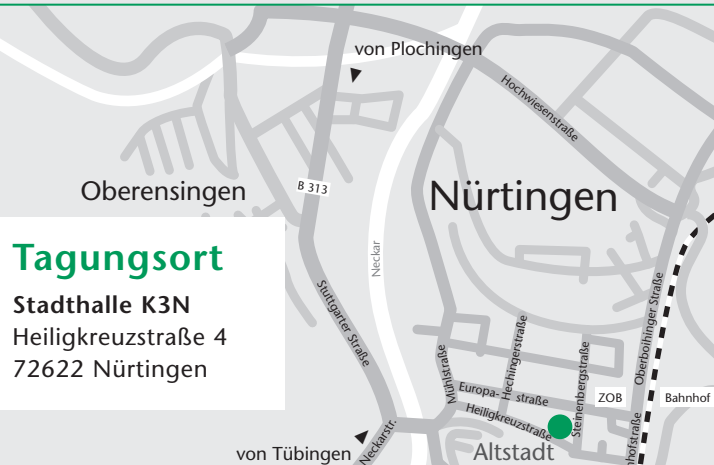 von Plochingen
Hochwiesenstraße
Oberensingen
B 313
Nürtingen
Tagungsort
Stadthalle K3N
Heiligkreuzstraße 4
72622 Nürtingen
Neckar
Stuttgarter Straße
Oberboihinger Straße
Mühlstraße
Hechingerstraße
Steinenbergstraße
Europa- straße
ZOB
Bahnhof
Heiligkreuzstraße
Altstadt
hofstraße
von Tübingen
Neckarstr.